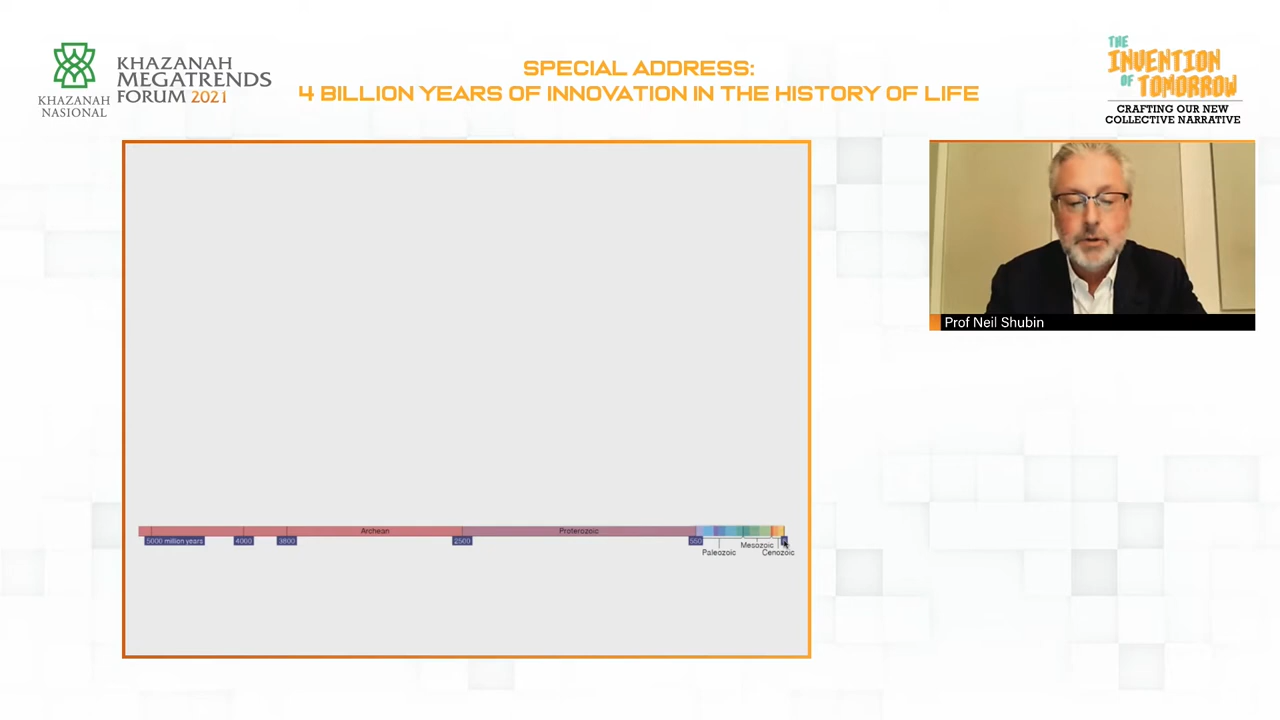 KHAZANAH
NASIONAL
KHAZANAH
MEGATRENDS
FORUM 2021
SPECIAL ADDRESS:
4 BILLION YEARS OF INNOVATION IN THE HISTORY OF LIFE
THE
INVENTION
OF
TOMORROW
CRAFTING OUR NEW
COLLECTIVE NARRATIVE
Prof Neil Shubin
Archean
Proterozoic
5000 million years
4000
3800
2500
Mesozoic
Paleozoic
Cenozoic